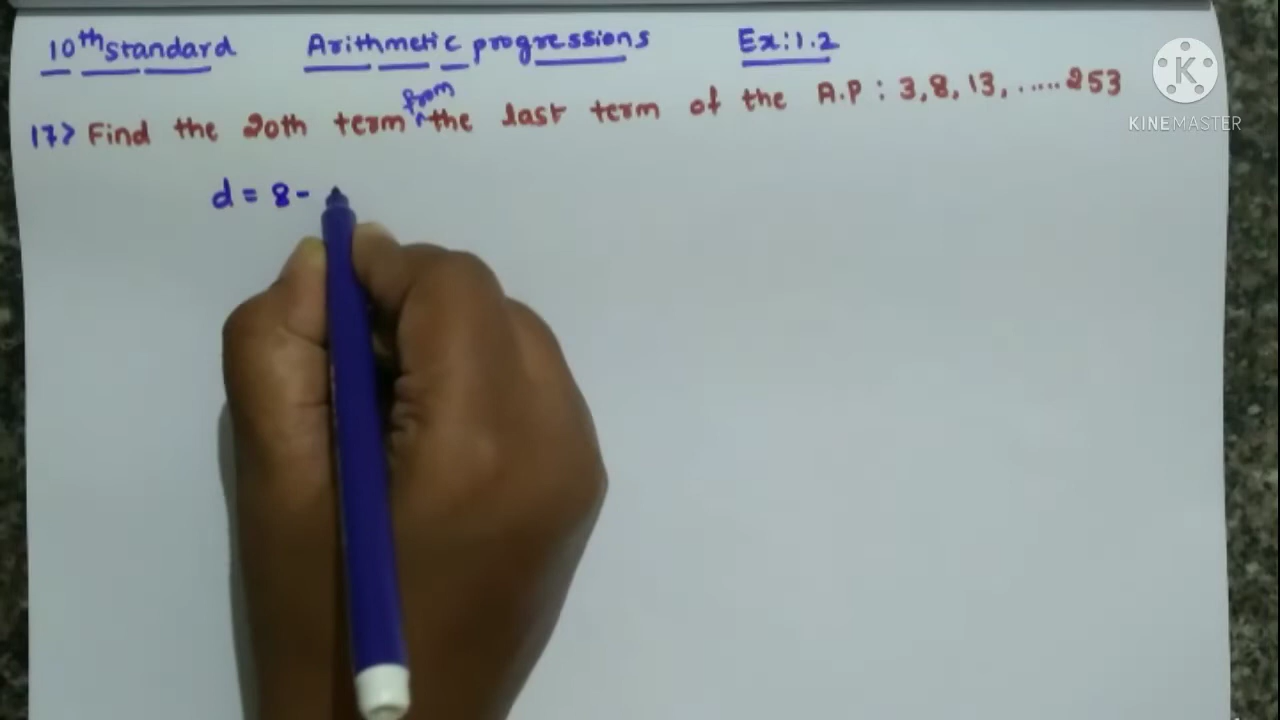 10th standard Arithmetic progressions Ex:1.2
K
KINEMASTER
from
17> Find the 20th term ^ the last term of the A.P : 3,8,13,.....253
d = 8-